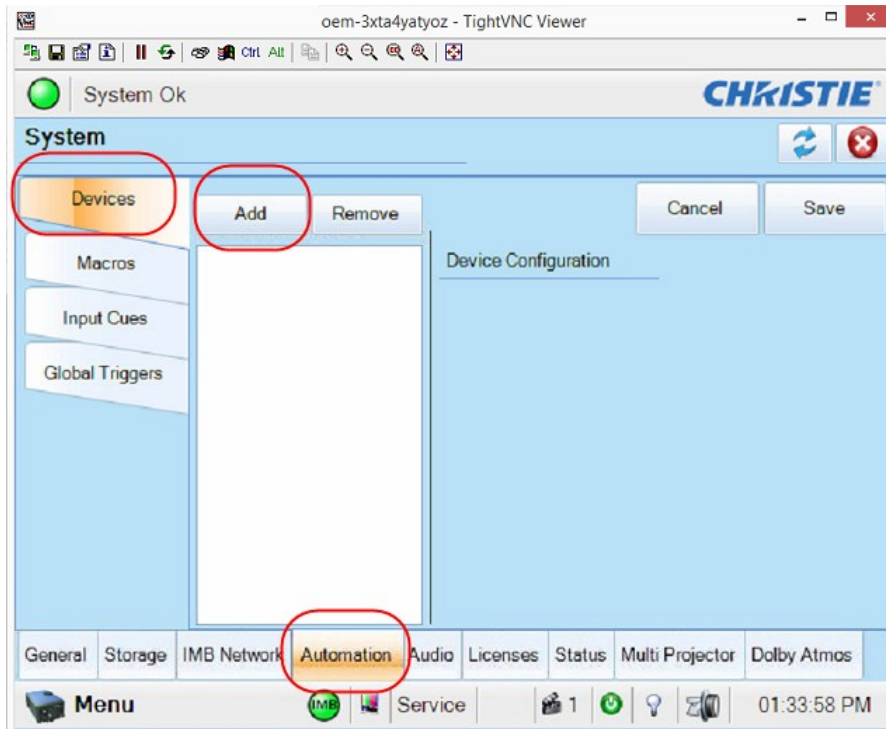 oem-3xta4yatyoz - TightVNC Viewer
Ctrl Alt
System Ok
CHRISTIE
System
Devices
Add Remove Cancel Save
Macros
Device Configuration
Input Cues
Global Triggers
General Storage IMB Network Automation Audio Licenses Status Multi Projector Dolby Atmos
Menu IMB Service 1 01:33:58 PM